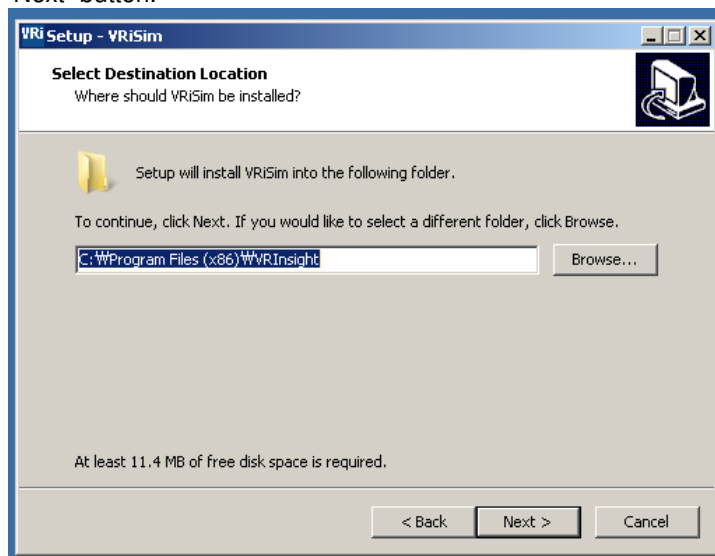 "Next" button.
VRi Setup - VRiSim
Select Destination Location
Where should VRiSim be installed?
Setup will install VRiSim into the following folder.
To continue, click Next. If you would like to select a different folder, click Browse.
C:₩Program Files (x86)₩VRInsight
Browse...
At least 11.4 MB of free disk space is required.
< Back
Next >
Cancel